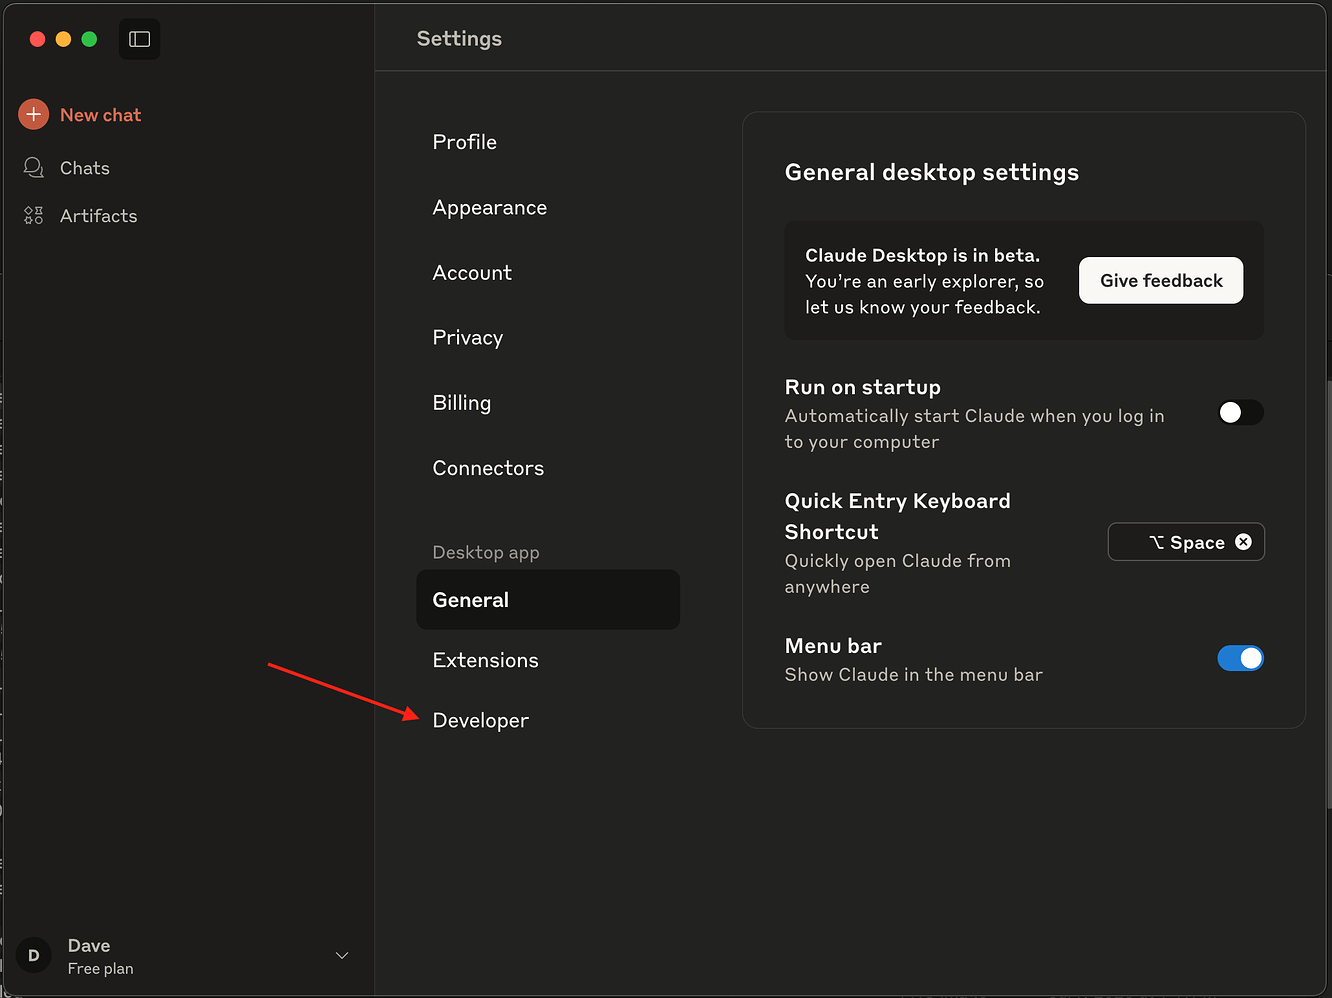 Settings
New chat
Chats
Artifacts
Profile
Appearance
Account
Privacy
Billing
Connectors
Desktop app
General
Extensions
Developer
General desktop settings
Claude Desktop is in beta.
You’re an early explorer, so
let us know your feedback.
Give feedback
Run on startup
Automatically start Claude when you log in
to your computer
Quick Entry Keyboard
Shortcut
Quickly open Claude from
anywhere
⌥ Space
Menu bar
Show Claude in the menu bar
D
Dave
Free plan